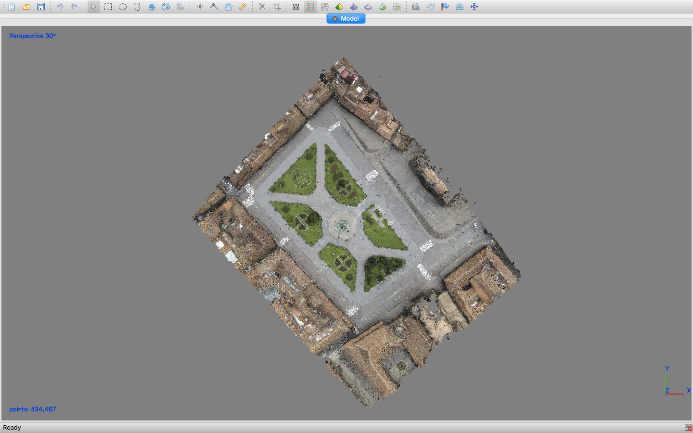 Model
Perspective 30°
Y
Z X
points: 434,467
Ready